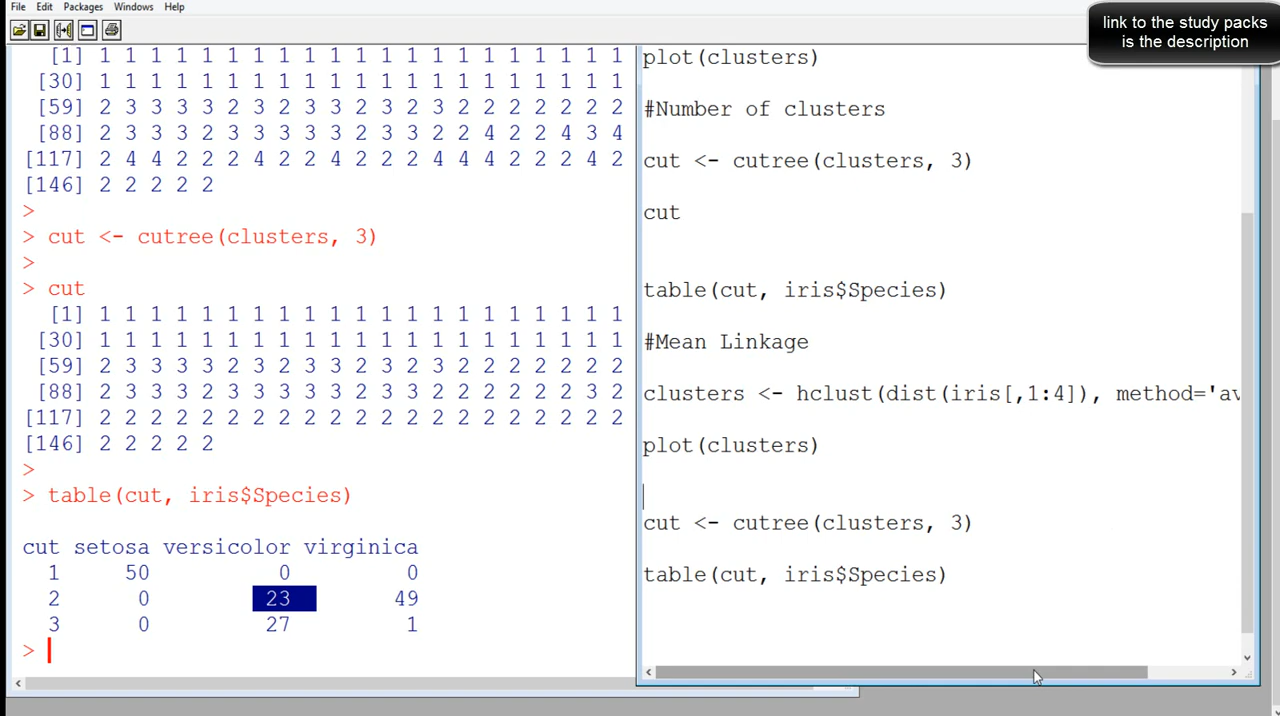 File Edit Packages Windows Help
link to the study packs
is the description
[1] 1 1 1 1 1 1 1 1 1 1 1 1 1 1 1 1 1 1 1 1 1
[30] 1 1 1 1 1 1 1 1 1 1 1 1 1 1 1 1 1 1 1 1 1
[59] 2 3 3 3 3 2 3 2 3 3 2 3 2 3 2 2 2 2 2 2 2
[88] 2 3 3 3 2 3 3 3 3 3 2 3 3 2 2 4 2 2 4 3 4
[117] 2 4 4 2 2 2 4 2 2 4 2 2 2 4 4 4 2 2 2 4 2
[146] 2 2 2 2 2
>
> cut <- cutree(clusters, 3)
>
> cut
[1] 1 1 1 1 1 1 1 1 1 1 1 1 1 1 1 1 1 1 1 1 1
[30] 1 1 1 1 1 1 1 1 1 1 1 1 1 1 1 1 1 1 1 1 1
[59] 2 3 3 3 3 2 3 2 3 3 2 3 2 3 2 2 2 2 2 2 2
[88] 2 3 3 3 2 3 3 3 3 3 2 3 3 2 2 2 2 2 2 3 2
[117] 2 2 2 2 2 2 2 2 2 2 2 2 2 2 2 2 2 2 2 2 2
[146] 2 2 2 2 2
>
> table(cut, iris$Species)
cut setosa versicolor virginica
1 50 0 0
2 0 23 49
3 0 27 1
>
plot(clusters)
#Number of clusters
cut <- cutree(clusters, 3)
cut
table(cut, iris$Species)
#Mean Linkage
clusters <- hclust(dist(iris[,1:4]), method='av
plot(clusters)
cut <- cutree(clusters, 3)
table(cut, iris$Species)